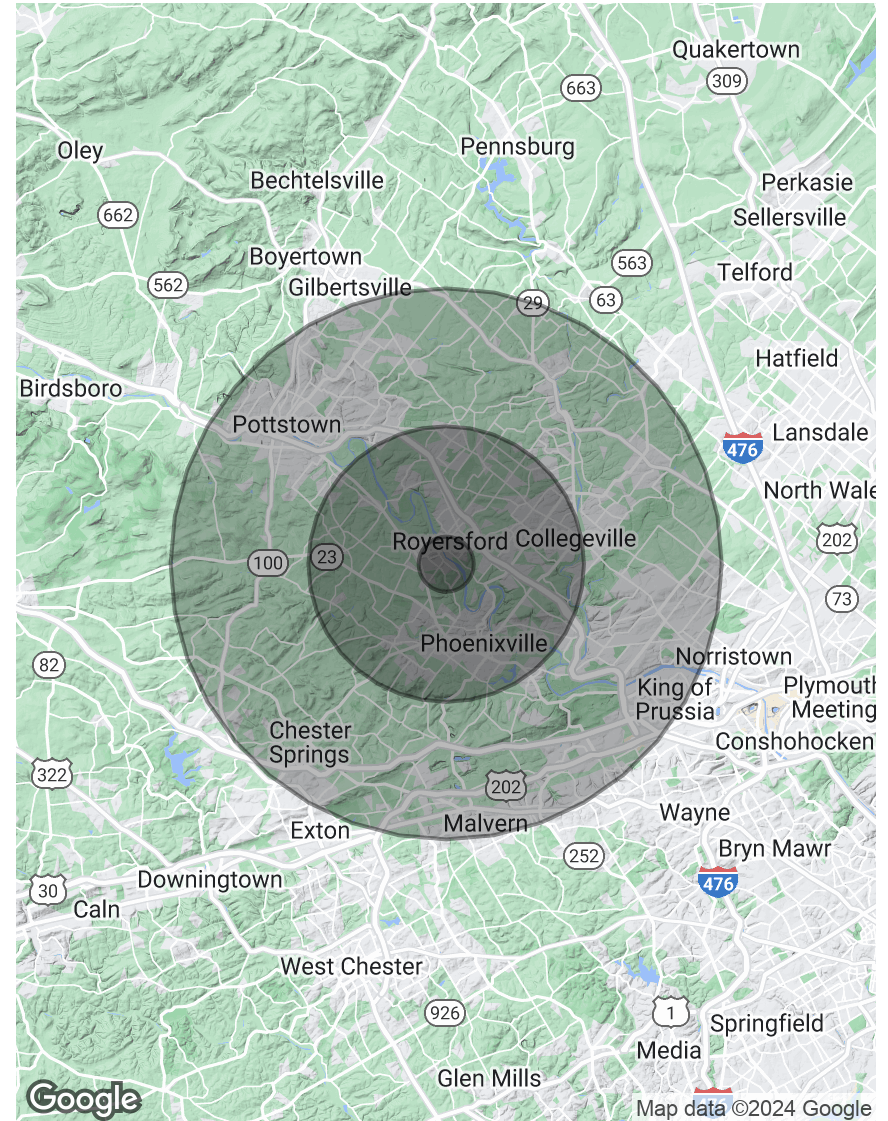 Quakertown
309
663
Oley
Pennsburg
Bechtelsville
Perkasie
662
Sellersville
Boyertown
563
Telford
562
Gilbertsville
29
63
Hatfield
Birdsboro
Pottstown
Lansdale
476
North Wale
Royersford
Collegeville
202
100
23
73
Phoenixville
82
Norristown
King of
Prussia
Plymouth
Meeting
Chester
Springs
Conshohocken
322
202
Exton
Malvern
Wayne
252
Bryn Mawr
30
Downingtown
476
Caln
West Chester
926
1
Springfield
Media
Glen Mills
476
Google
Map data ©2024 Google